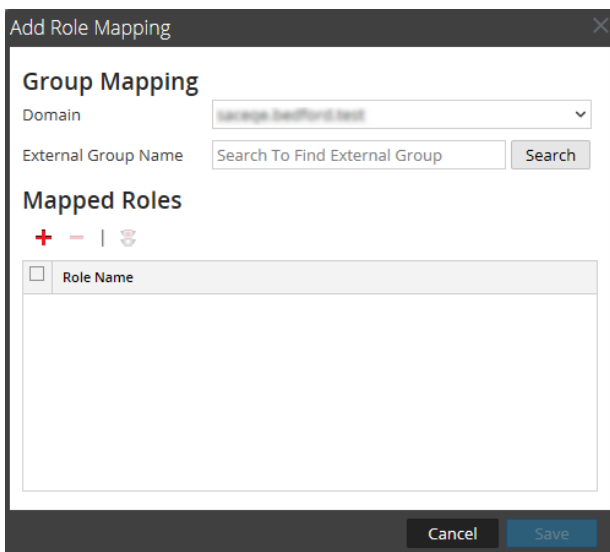 Add Role Mapping
Group Mapping
Domain
External Group Name
Search To Find External Group
Search
Mapped Roles
Role Name
Cancel
Save